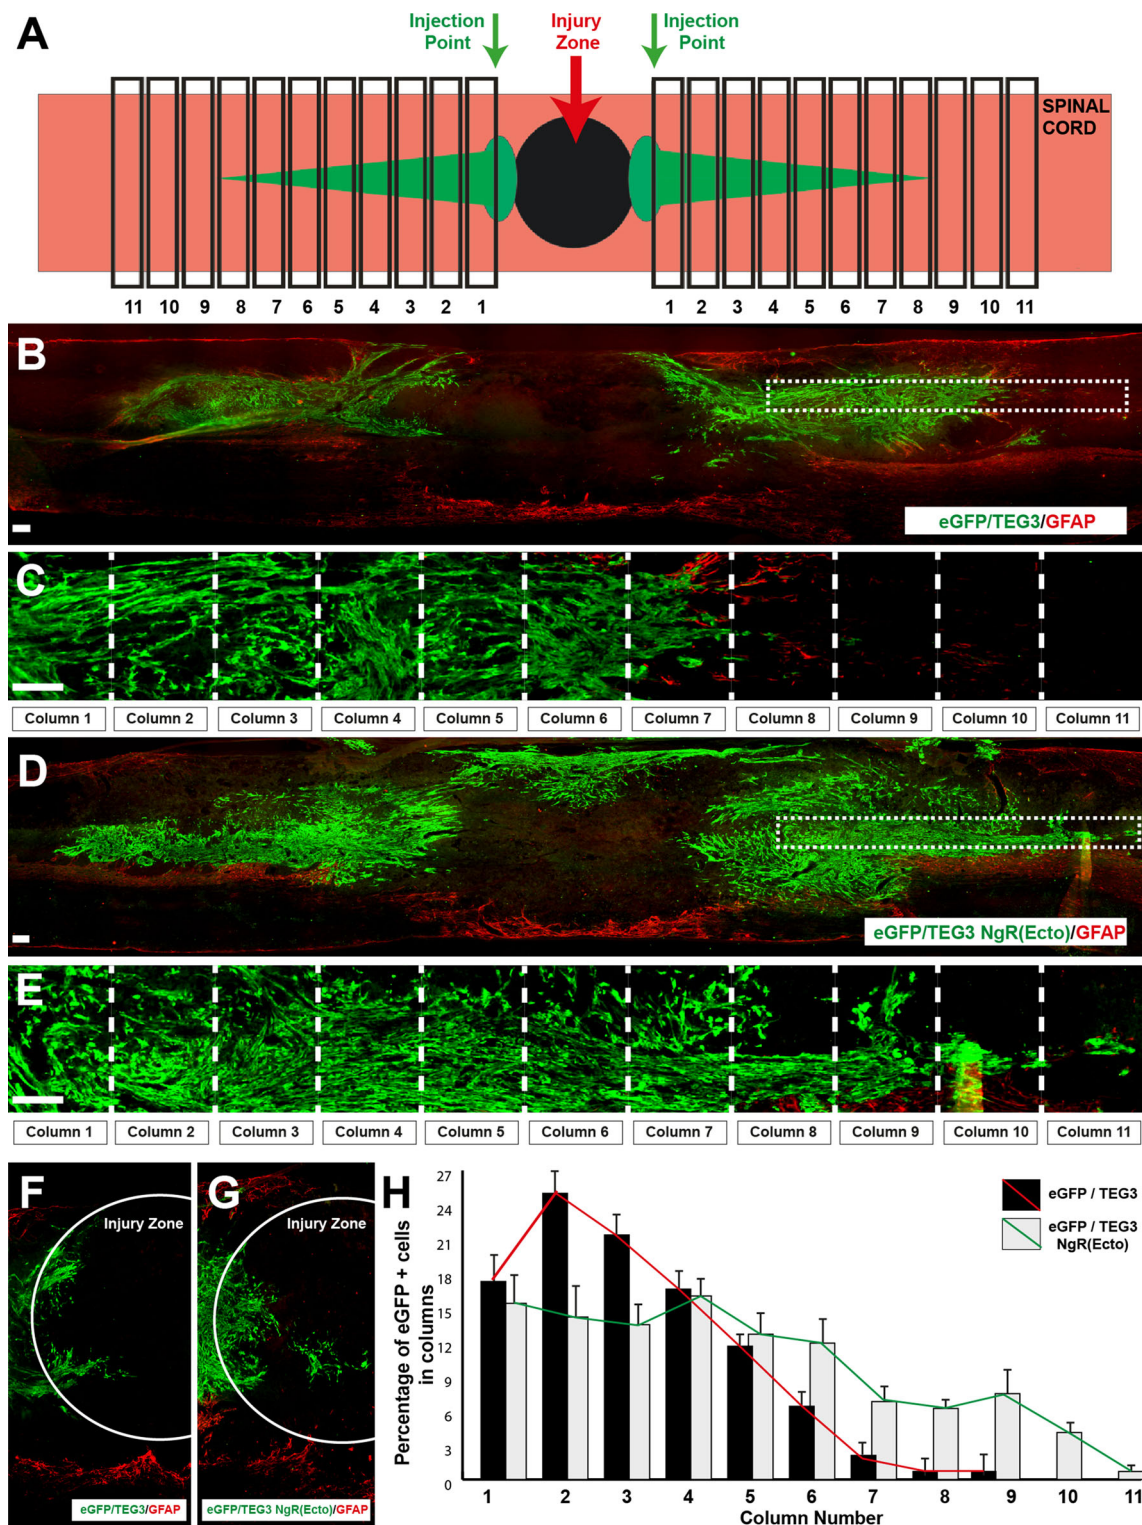 A
Injection
Point
Injury
Zone
Injection
Point
SPINAL
CORD
11 10 9 8 7 6 5 4 3 2 1
1 2 3 4 5 6 7 8 9 10 11
B
eGFP/TEG3/GFAP
C
Column 1 Column 2 Column 3 Column 4 Column 5 Column 6 Column 7 Column 8 Column 9 Column 10 Column 11
D
eGFP/TEG3 NgR(Ecto)/GFAP
E
Column 1 Column 2 Column 3 Column 4 Column 5 Column 6 Column 7 Column 8 Column 9 Column 10 Column 11
F
Injury Zone
eGFP/TEG3/GFAP
G
Injury Zone
eGFP/TEG3 NgR(Ecto)/GFAP
H
Percentage of eGFP + cells
in columns
27
24
21
18
15
12
9
6
3
0
eGFP / TEG3
eGFP / TEG3
NgR(Ecto)
1 2 3 4 5 6 7 8 9 10 11
Column Number